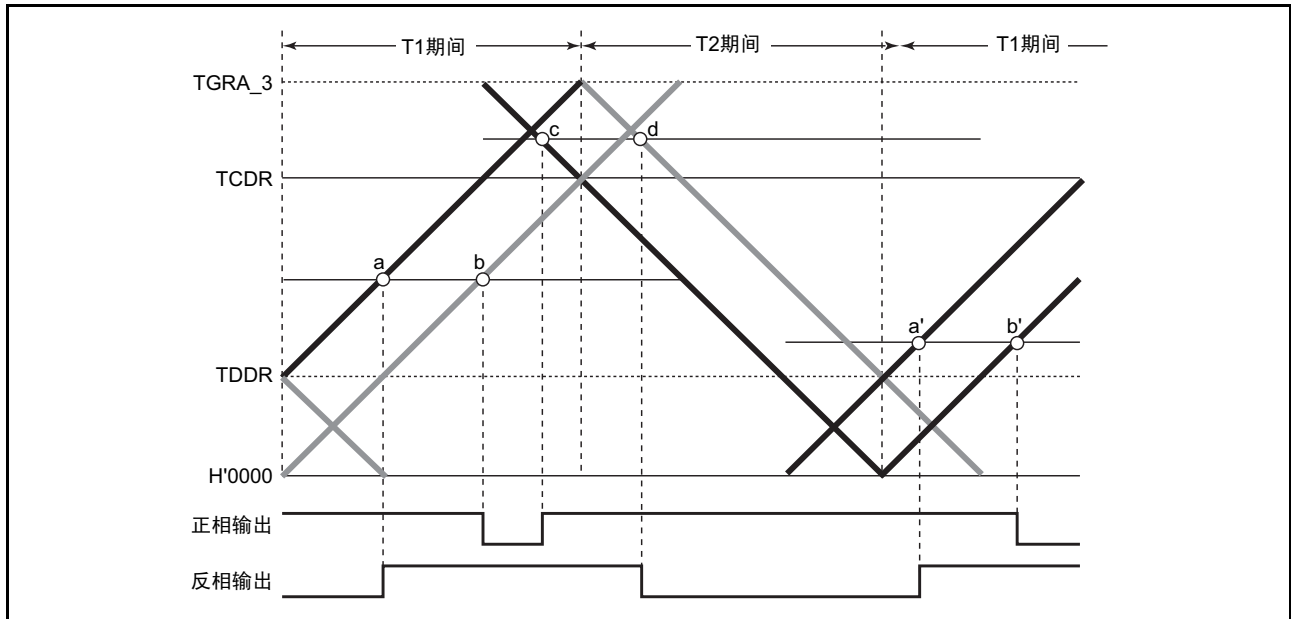 T1期间
T2期间
T1期间
TGRA_3
c
d
TCDR
a
b
a'
b'
TDDR
H'0000
正相输出
反相输出